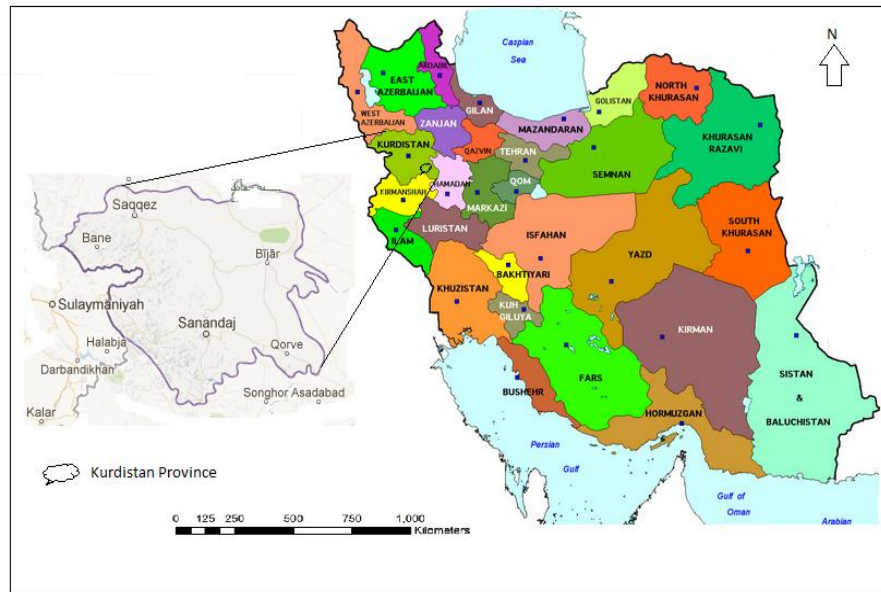 N
Caspian
Sea
ARDABIL
EAST
AZERBAIJAN
WEST
AZERBAIJAN
GILAN
ZANJAN
MAZANDARAN
GOLISTAN
NORTH
KHURASAN
KHURASAN
RAZAVI
KURDISTAN
QAZVIN
TEHRAN
SEMNAN
KIRMANSHAH
HAMADAN
MARKAZI
QOM
LURISTAN
ILAM
ISFAHAN
YAZD
SOUTH
KHURASAN
KHUZISTAN
BAKHTIYARI
KUH
GILUYA
FARS
KIRMAN
SISTAN
&
BALUCHISTAN
BUSHEHR
HORMUZGAN
Persian
Gulf
Gulf of
Oman
Arabian
Saqqez
Bane
Bījār
Sulaymaniyah
Sanandaj
Halabja
Qorve
Darbandikhan
Songhor Asadabad
Kalar
Kurdistan Province
0 125 250 500 750 1,000
Kilometers